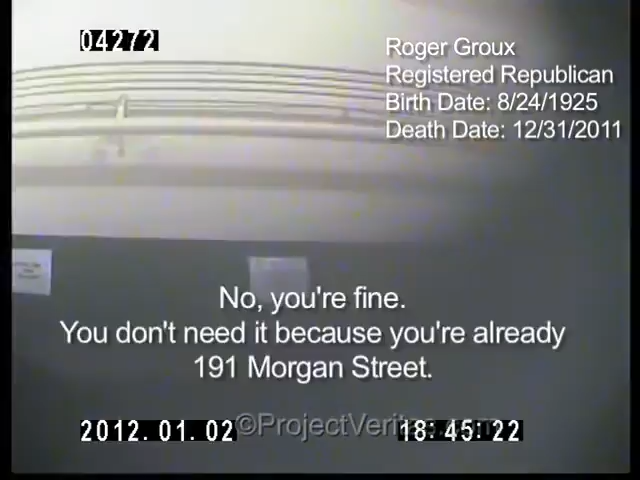 04272
Roger Groux
Registered Republican
Birth Date: 8/24/1925
Death Date: 12/31/2011
No, you're fine.
You don't need it because you're already
191 Morgan Street.
©ProjectVeritas.com
2012.01.02 18:45:22